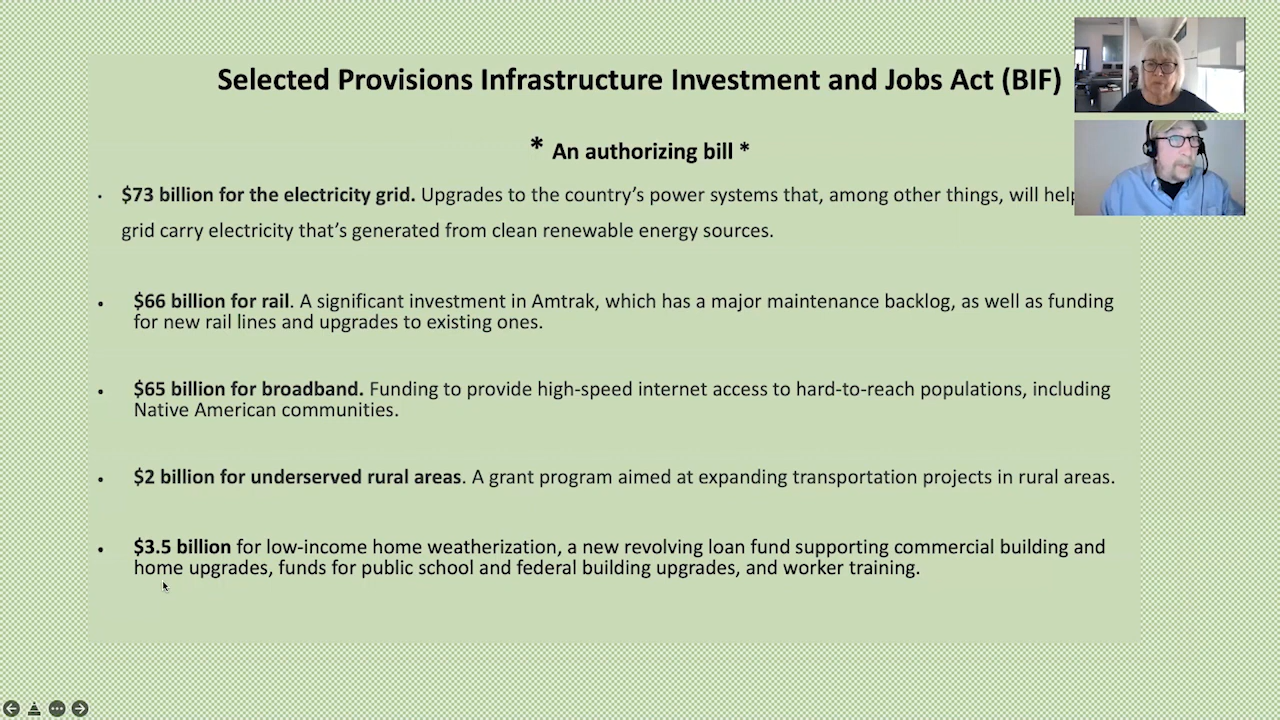 Selected Provisions Infrastructure Investment and Jobs Act (BIF)
* An authorizing bill *
• $73 billion for the electricity grid. Upgrades to the country’s power systems that, among other things, will help
grid carry electricity that’s generated from clean renewable energy sources.
• $66 billion for rail. A significant investment in Amtrak, which has a major maintenance backlog, as well as funding
for new rail lines and upgrades to existing ones.
• $65 billion for broadband. Funding to provide high-speed internet access to hard-to-reach populations, including
Native American communities.
• $2 billion for underserved rural areas. A grant program aimed at expanding transportation projects in rural areas.
• $3.5 billion for low-income home weatherization, a new revolving loan fund supporting commercial building and
home upgrades, funds for public school and federal building upgrades, and worker training.